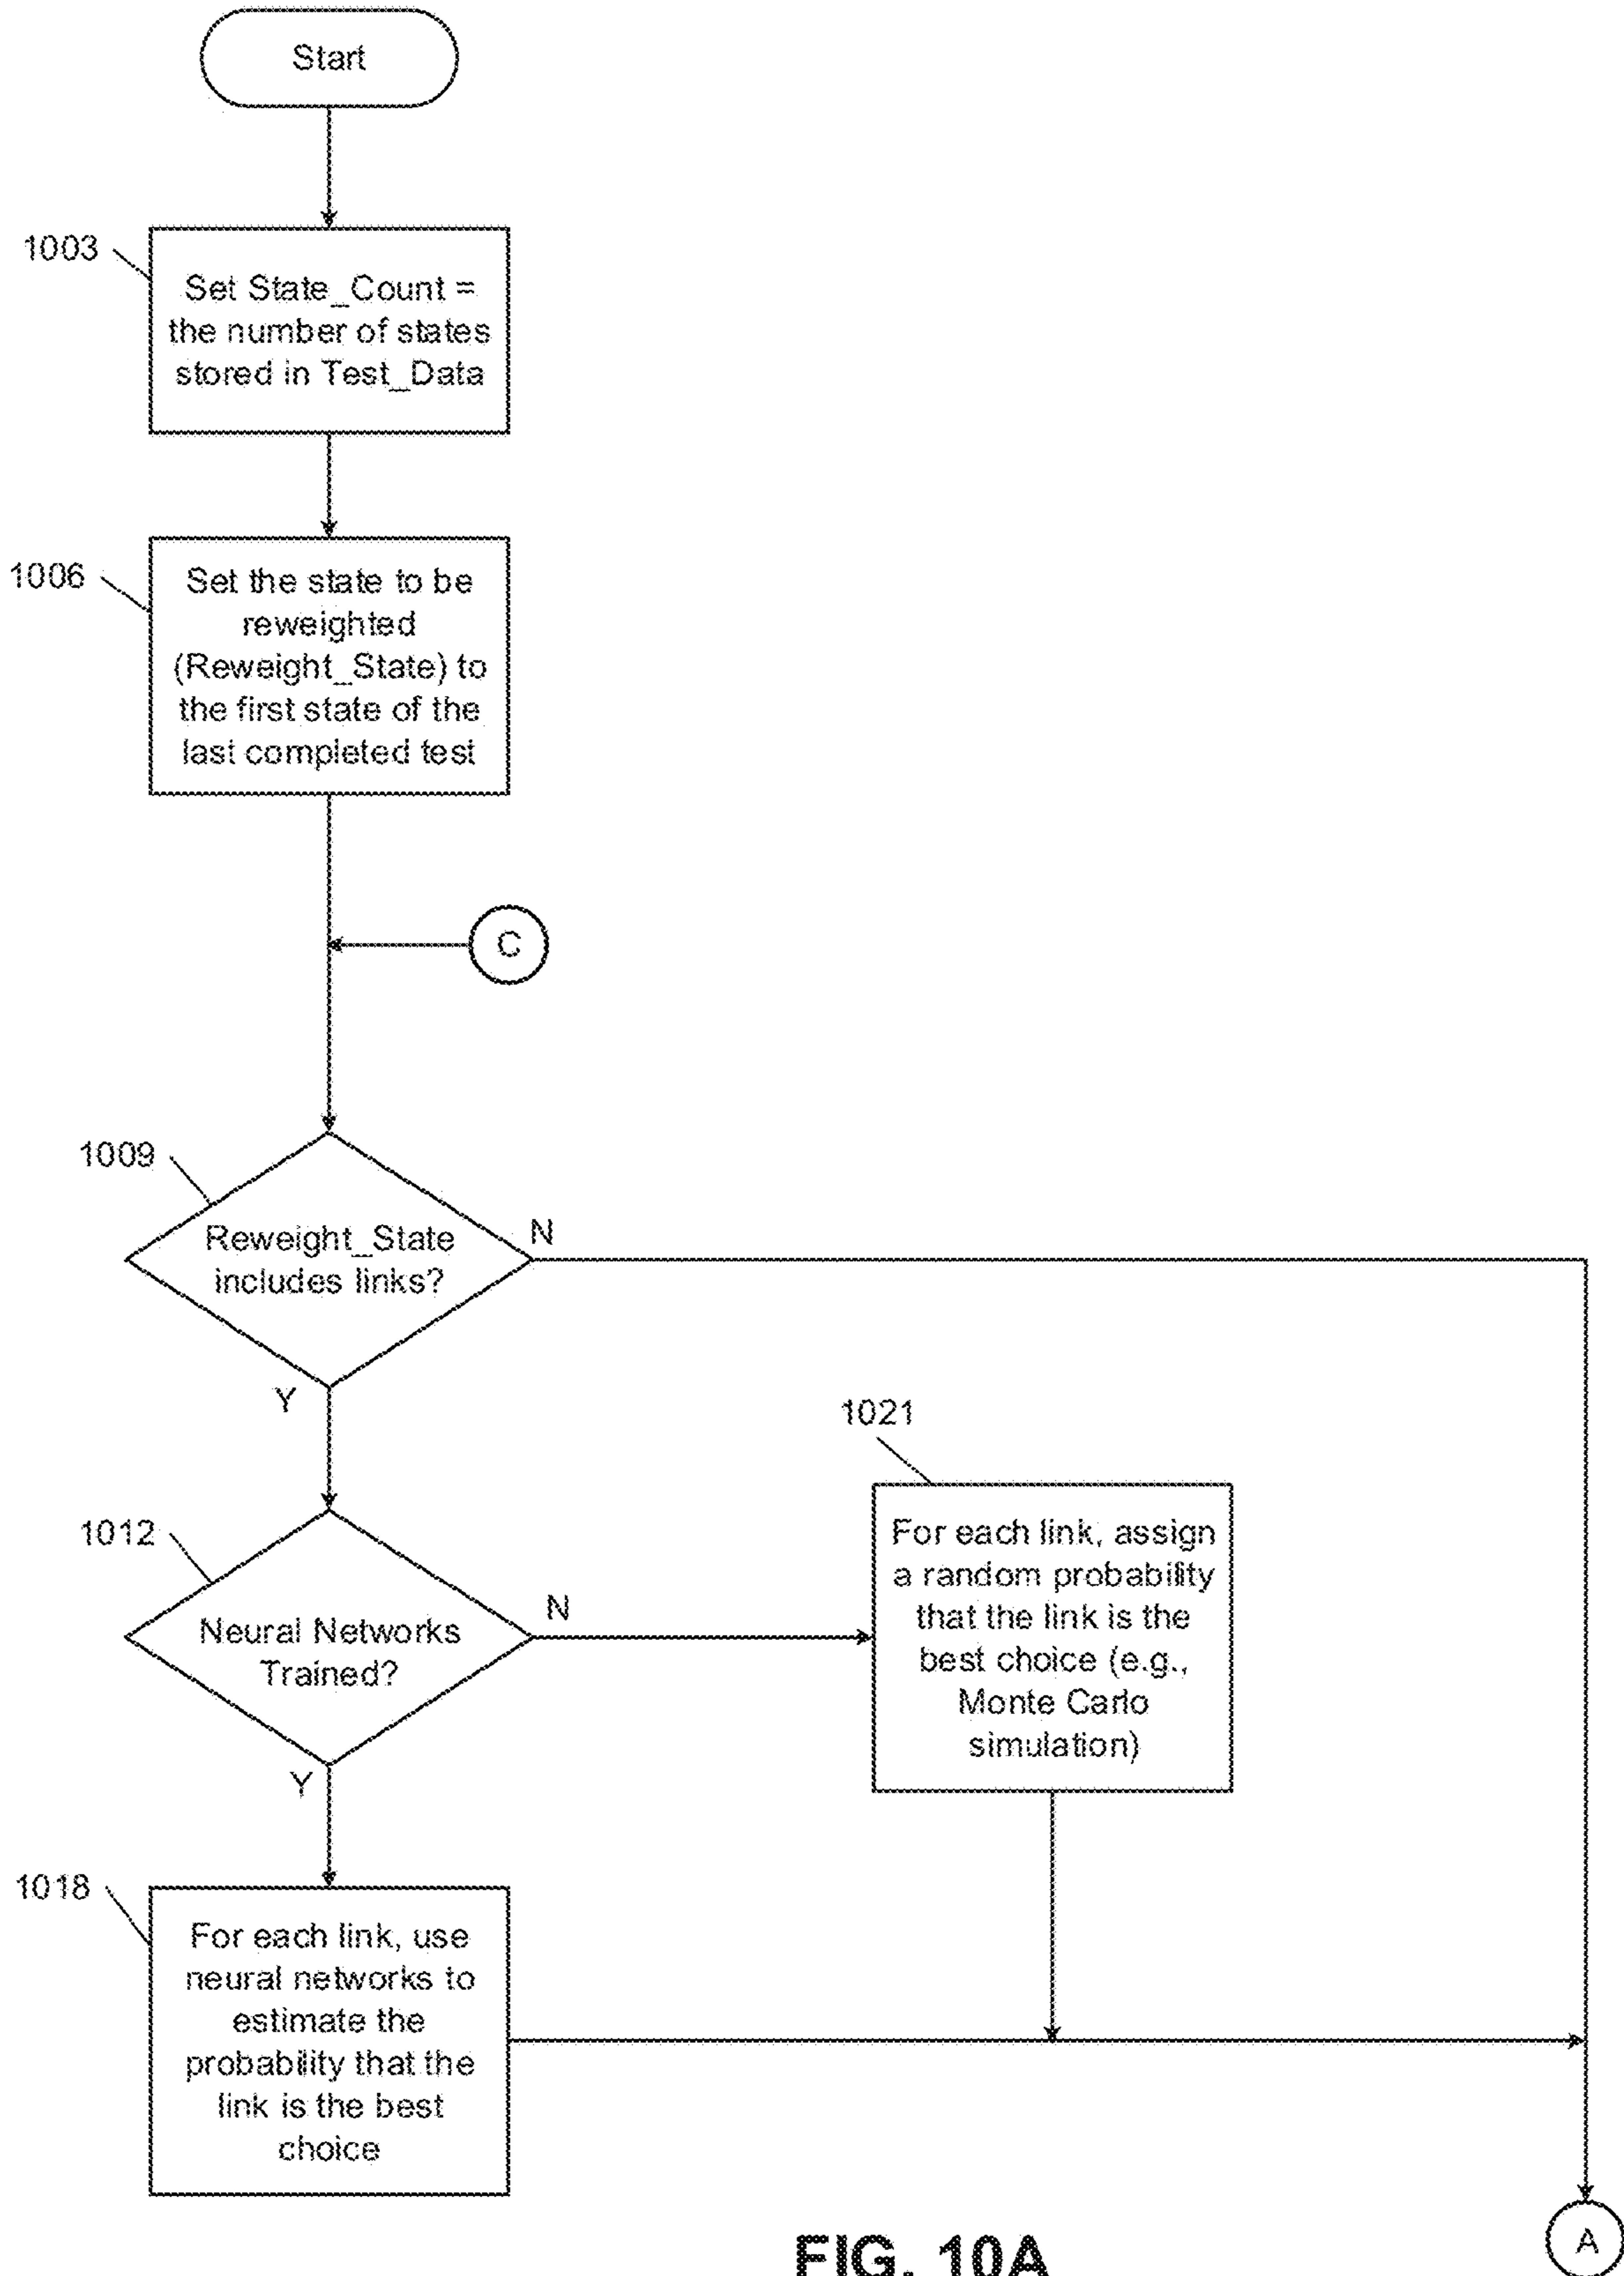 Start
1003
Set State_Count =
the number of states
stored in Test_Data
1006
Set the state to be
reweighted
(Reweight_State) to
the first state of the
last completed test
C
1009
Reweight_State
includes links?
N
Y
1021
For each link, assign
a random probability
that the link is the
best choice (e.g.,
Monte Carlo
simulation)
1012
Neural Networks
Trained?
N
Y
1018
For each link, use
neural networks to
estimate the
probability that the
link is the best
choice
A
FIG. 10A